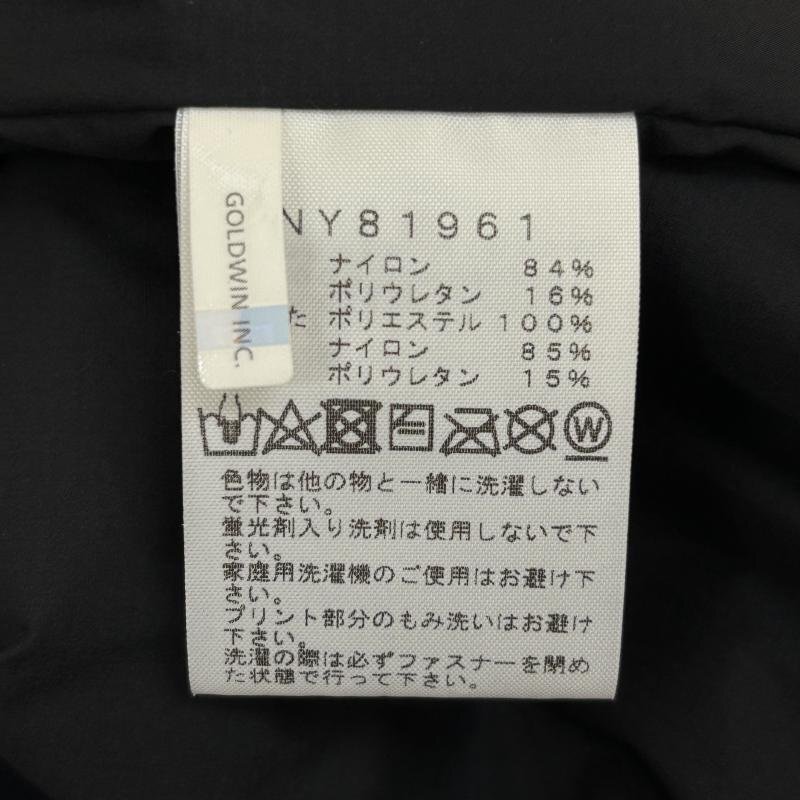 GOLDWIN INC.
NY81961
ナイロン 84%
ポリウレタン 16%
た ポリエステル 100%
ナイロン 85%
ポリウレタン 15%
W
色物は他の物と一緒に洗濯しない
で下さい。
蛍光剤入り洗剤は使用しないで下
さい。
家庭用洗濯機のご使用はお避け下
さい。
プリント部分のもみ洗いはお避け
下さい。
洗濯の際は必ずファスナーを閉め
た状態で行って下さい。